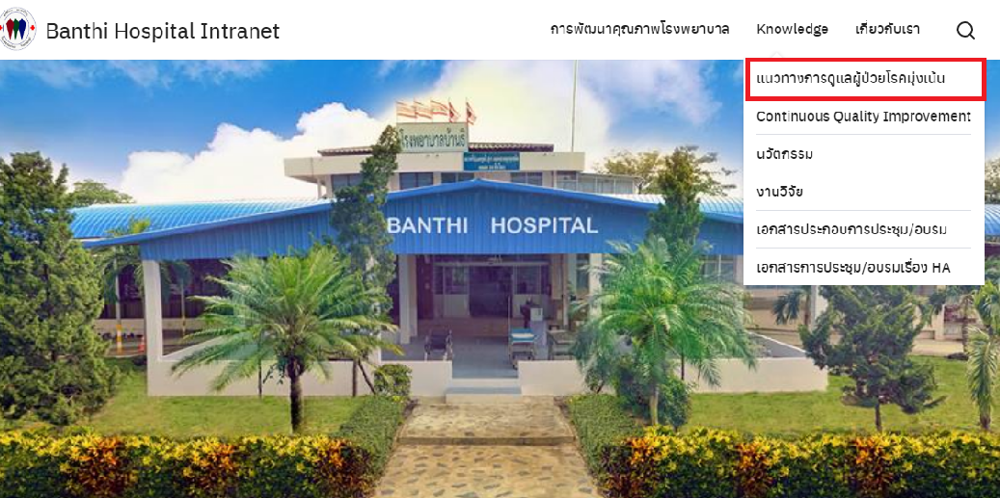 Banthi Hospital Intranet
การพัฒนาคุณภาพโรงพยาบาล Knowledge เกี่ยวกับเรา
แนวทางการดูแลผู้ป่วยโรคมุ่งเน้น
Continuous Quality Improvement
นวัตกรรม
งานวิจัย
เอกสารประกอบการประชุม/อบรม
เอกสารการประชุม/อบรมเรื่อง HA
โรงพยาบาลบ้านธิ
BANTHI HOSPITAL